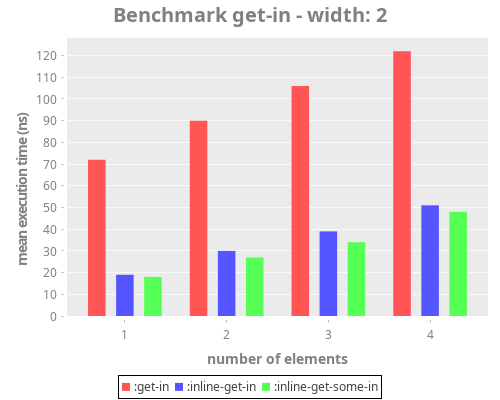 Benchmark get-in - width: 2
mean execution time (ns)
120
110
100
90
80
70
60
50
40
30
20
10
0
1 2 3 4
number of elements
:get-in :inline-get-in :inline-get-some-in